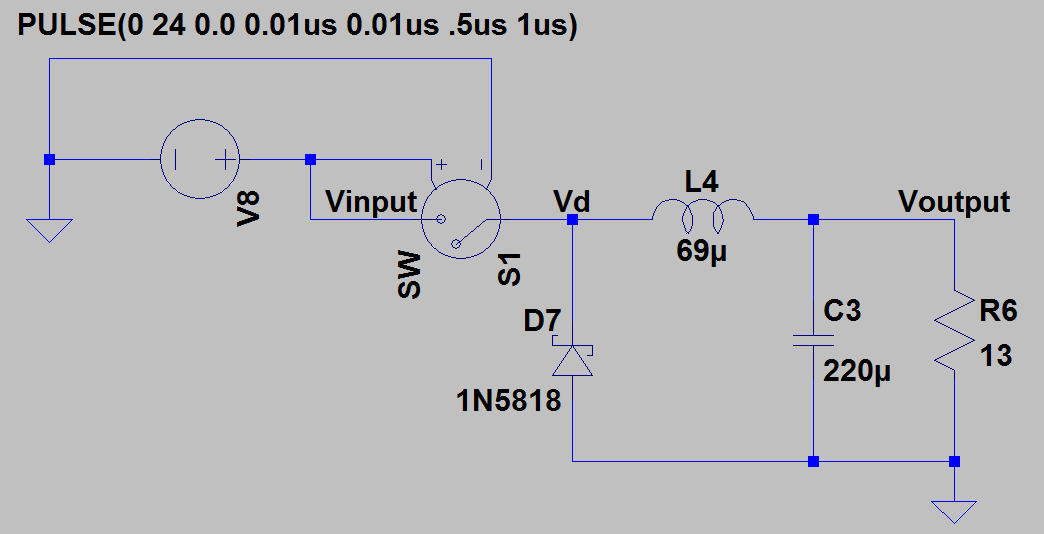 PULSE(0 24 0.0 0.01us 0.01us .5us 1us)
V8
Vinput
SW
S1
Vd
L4
69µ
Voutput
D7
1N5818
C3
220µ
R6
13